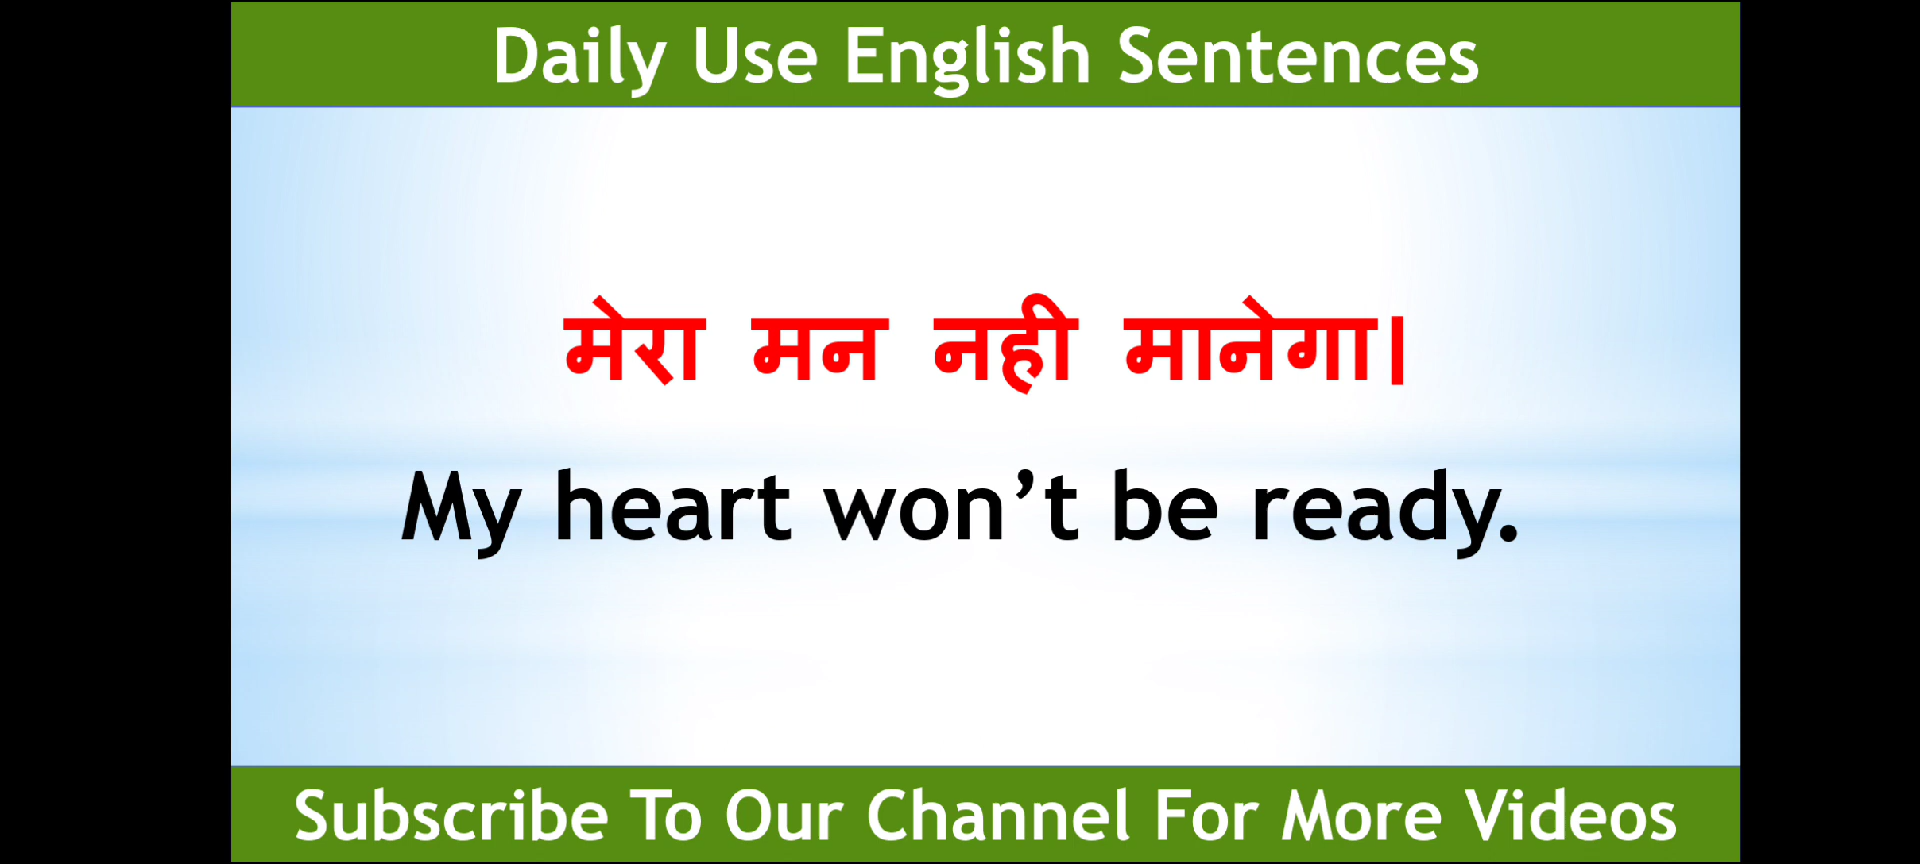 Daily Use English Sentences
मेरा मन नही मानेगा।
My heart won’t be ready.
Subscribe To Our Channel For More Videos